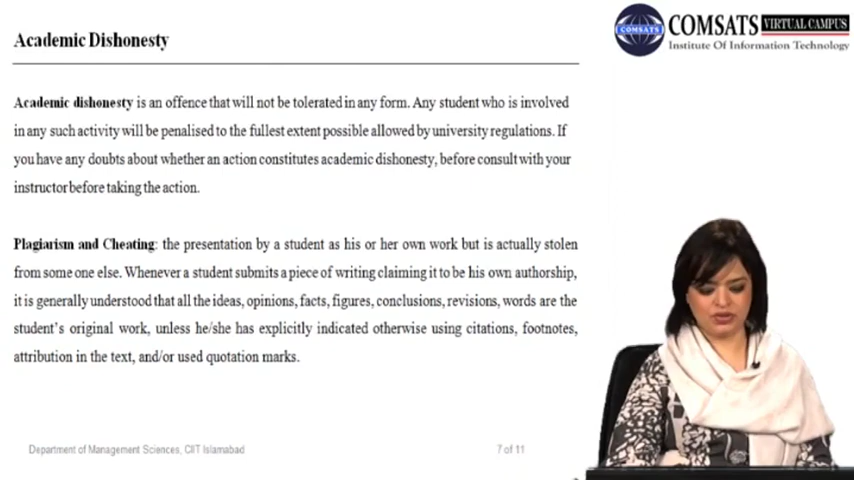 Academic Dishonesty
COMSATS
COMSATS VIRTUAL CAMPUS
Institute Of Information Technology
Academic dishonesty is an offence that will not be tolerated in any form. Any student who is involved
in any such activity will be penalised to the fullest extent possible allowed by university regulations. If
you have any doubts about whether an action constitutes academic dishonesty, before consult with your
instructor before taking the action.
Plagiarism and Cheating: the presentation by a student as his or her own work but is actually stolen
from some one else. Whenever a student submits a piece of writing claiming it to be his own authorship,
it is generally understood that all the ideas, opinions, facts, figures, conclusions, revisions, words are the
student's original work, unless he/she has explicitly indicated otherwise using citations, footnotes,
attribution in the text, and/or used quotation marks.
Department of Management Sciences, CIIT Islamabad
7 of 11